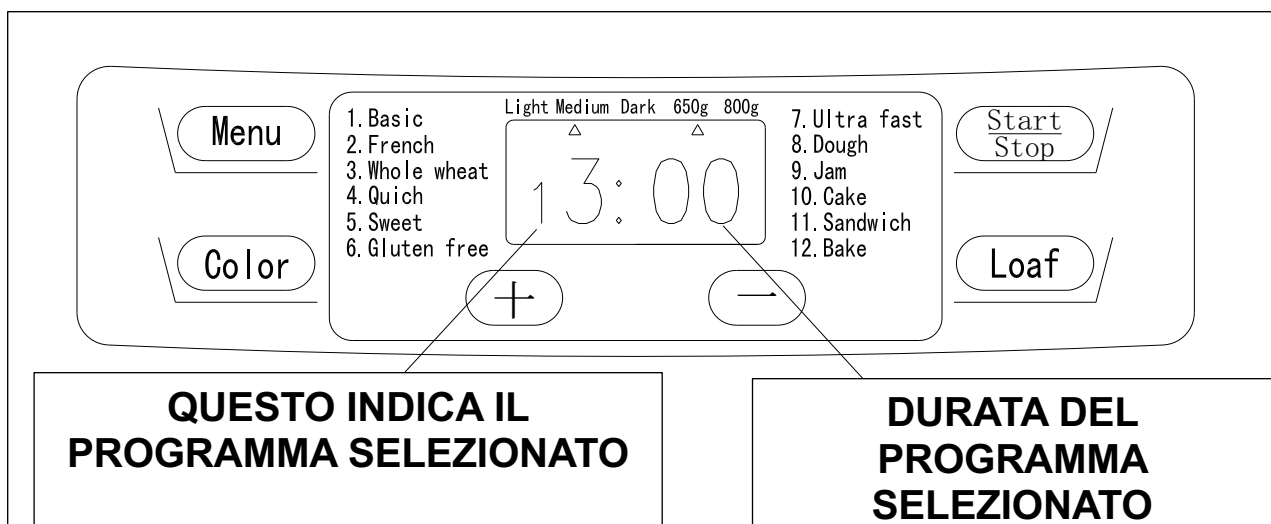 Menu
Color
1. Basic
2. French
3. Whole wheat
4. Quich
5. Sweet
6. Gluten free
Light Medium Dark 650g 800g
1 3:00
+
−
7. Ultra fast
8. Dough
9. Jam
10. Cake
11. Sandwich
12. Bake
Start
Stop
Loaf
QUESTO INDICA IL
PROGRAMMA SELEZIONATO
DURATA DEL
PROGRAMMA
SELEZIONATO